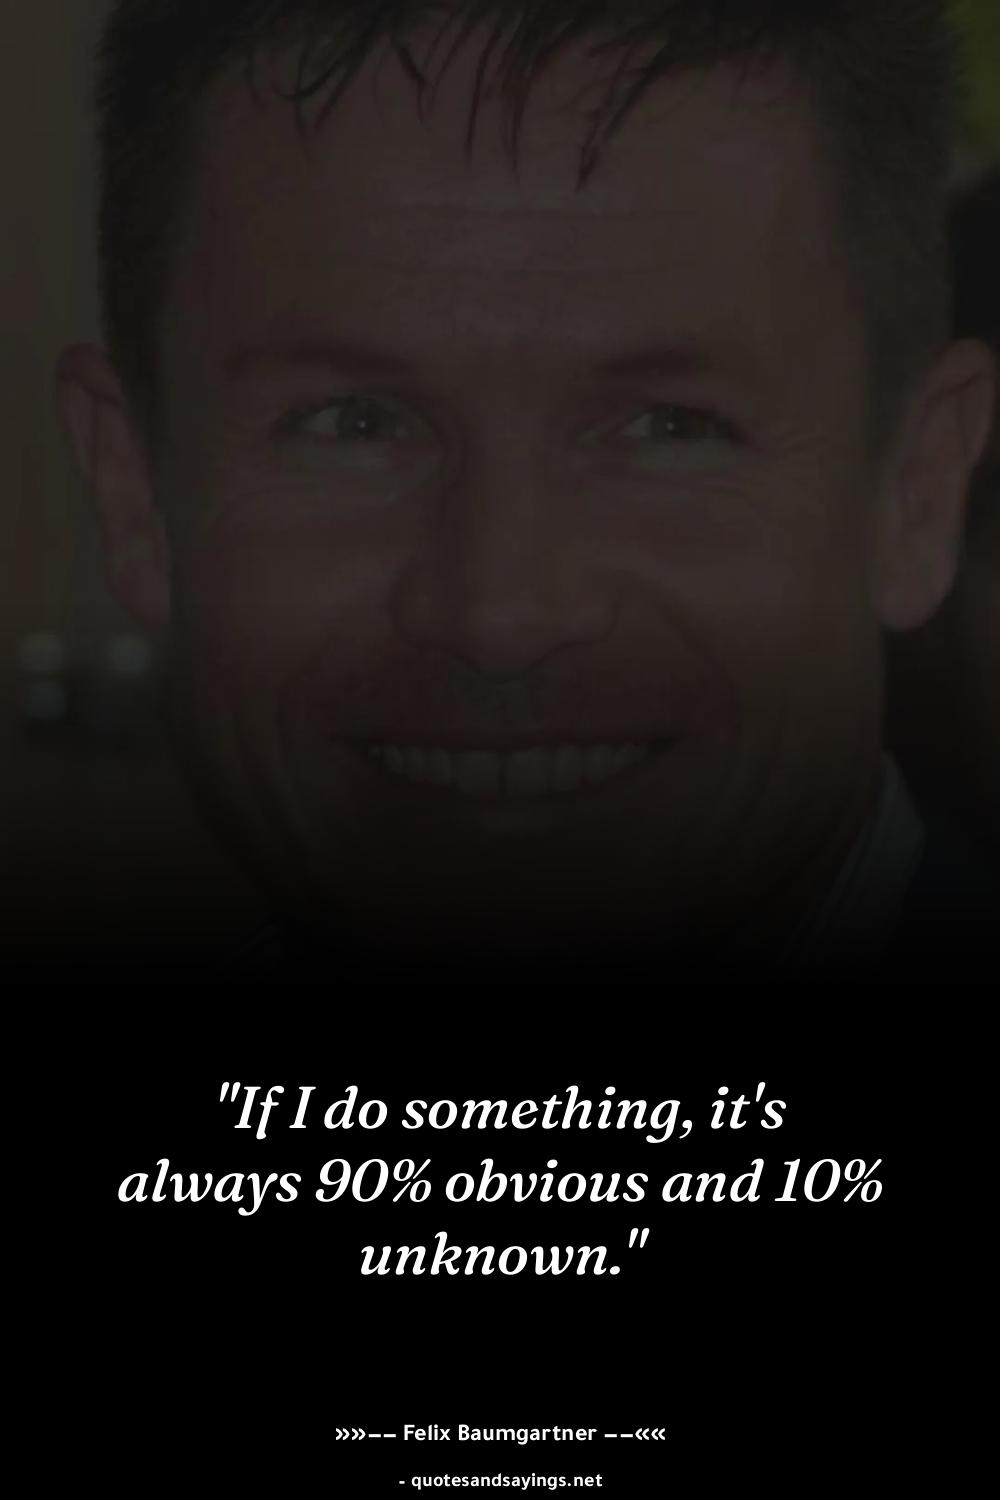 "If I do something, it's
always 90% obvious and 10%
unknown."
»»–– Felix Baumgartner ––««
- quotesandsayings.net